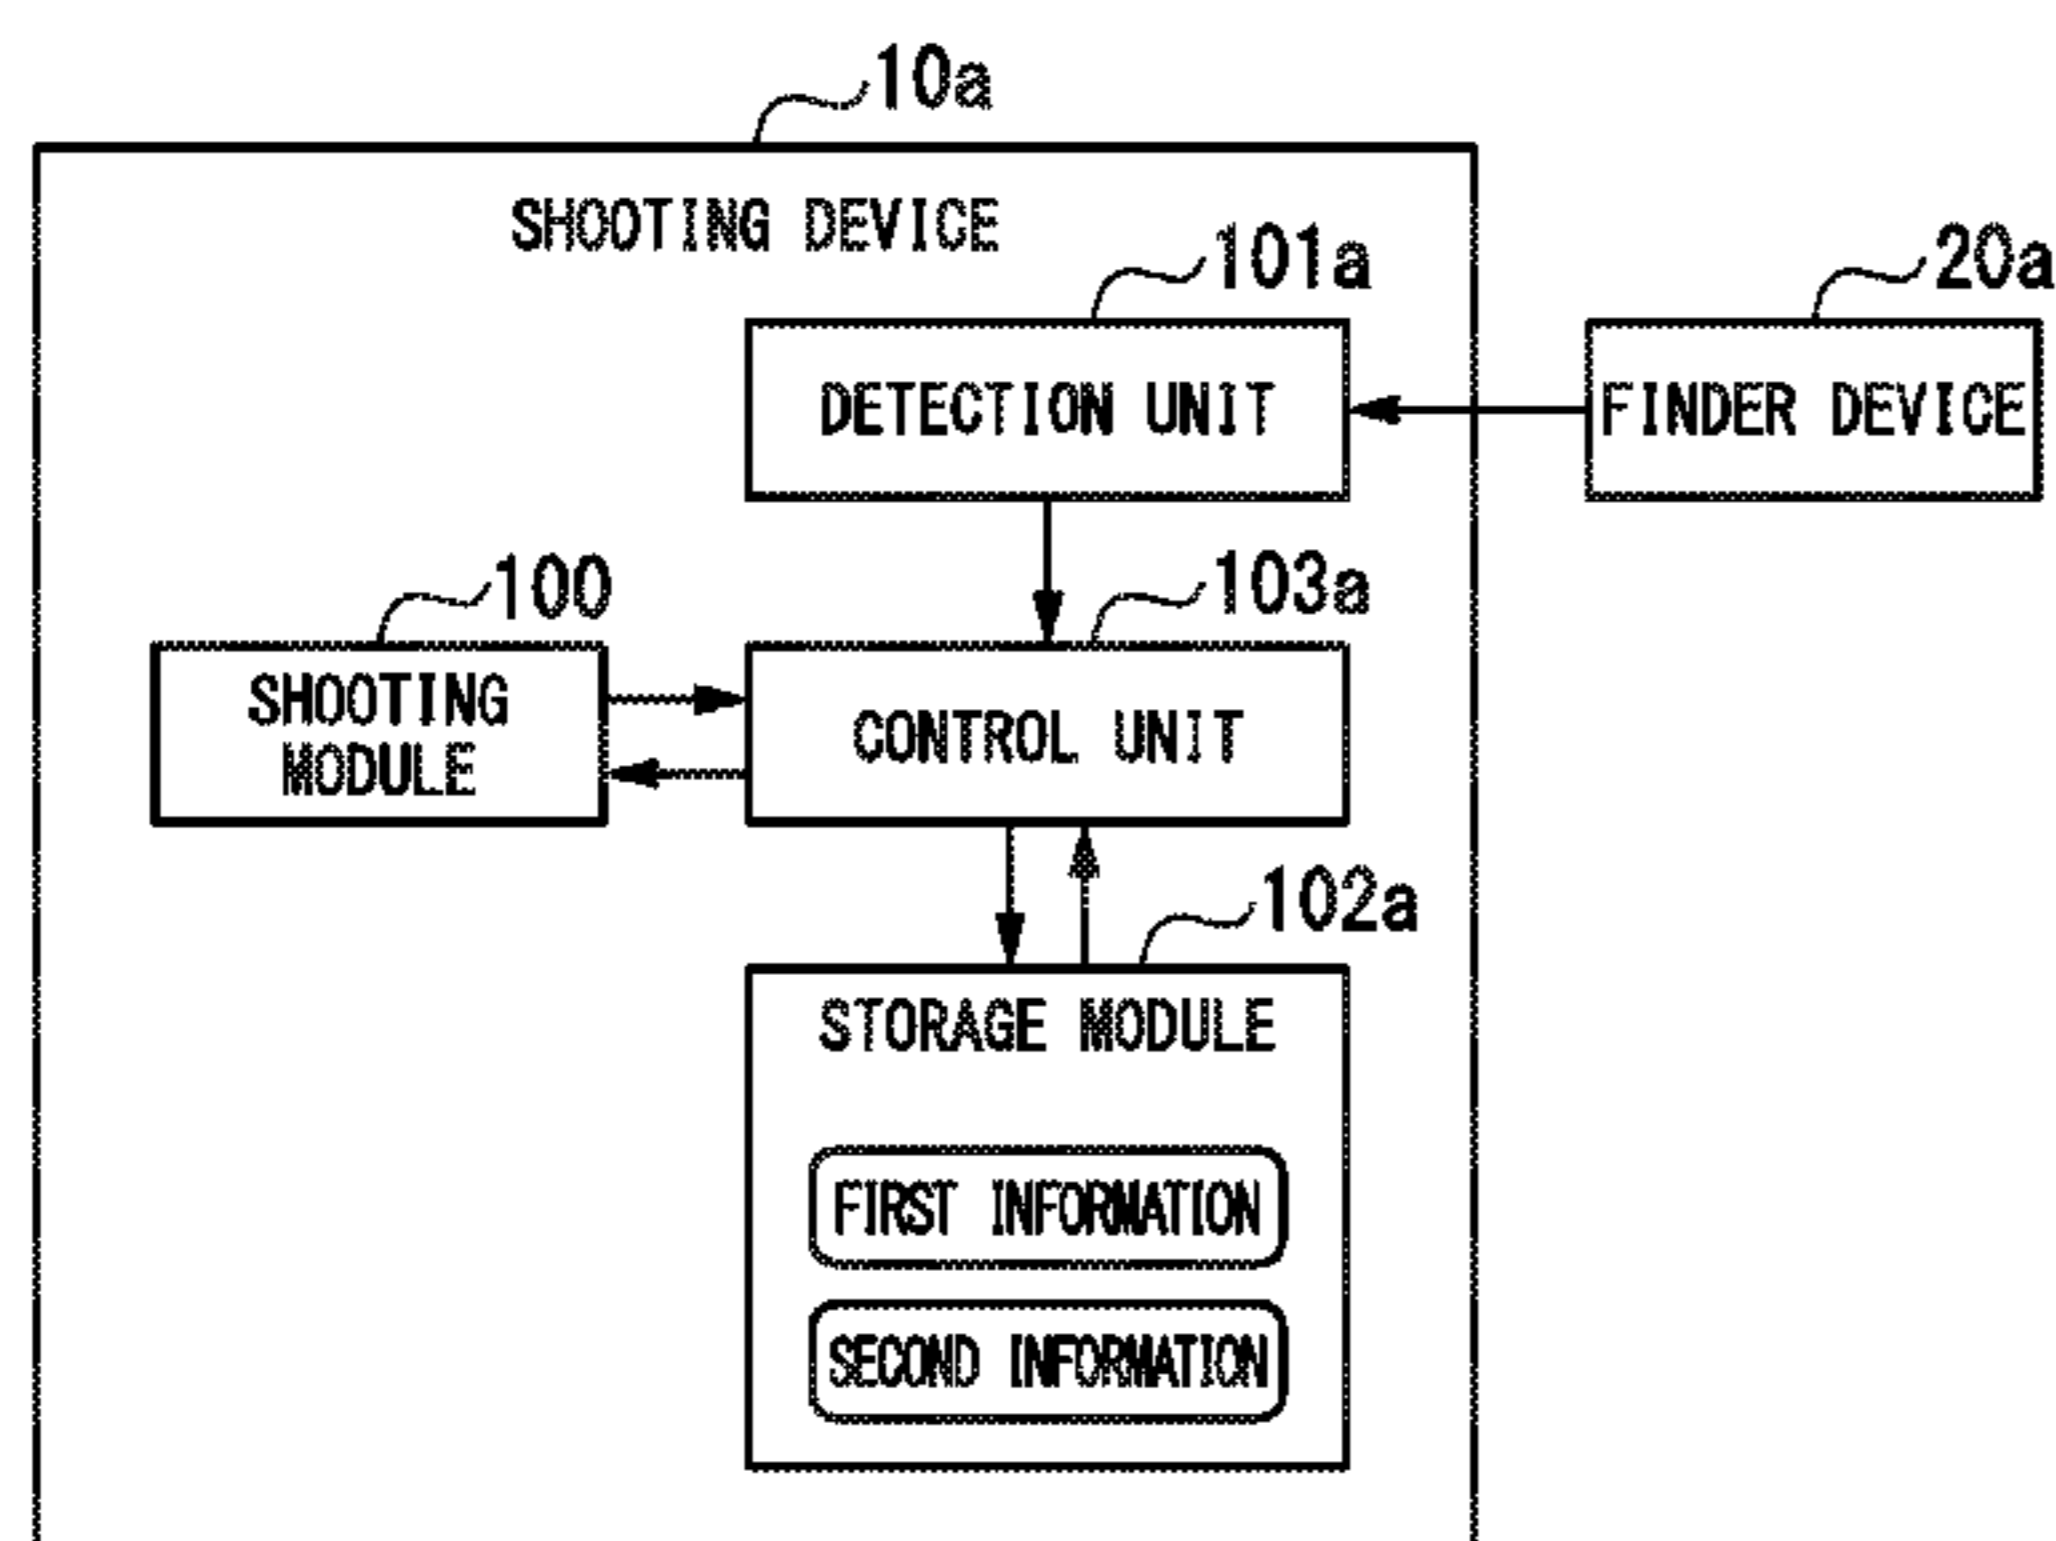 10a
SHOOTING DEVICE
101a
20a
DETECTION UNIT
FINDER DEVICE
100
103a
SHOOTING
MODULE
CONTROL UNIT
102a
STORAGE MODULE
FIRST INFORMATION
SECOND INFORMATION